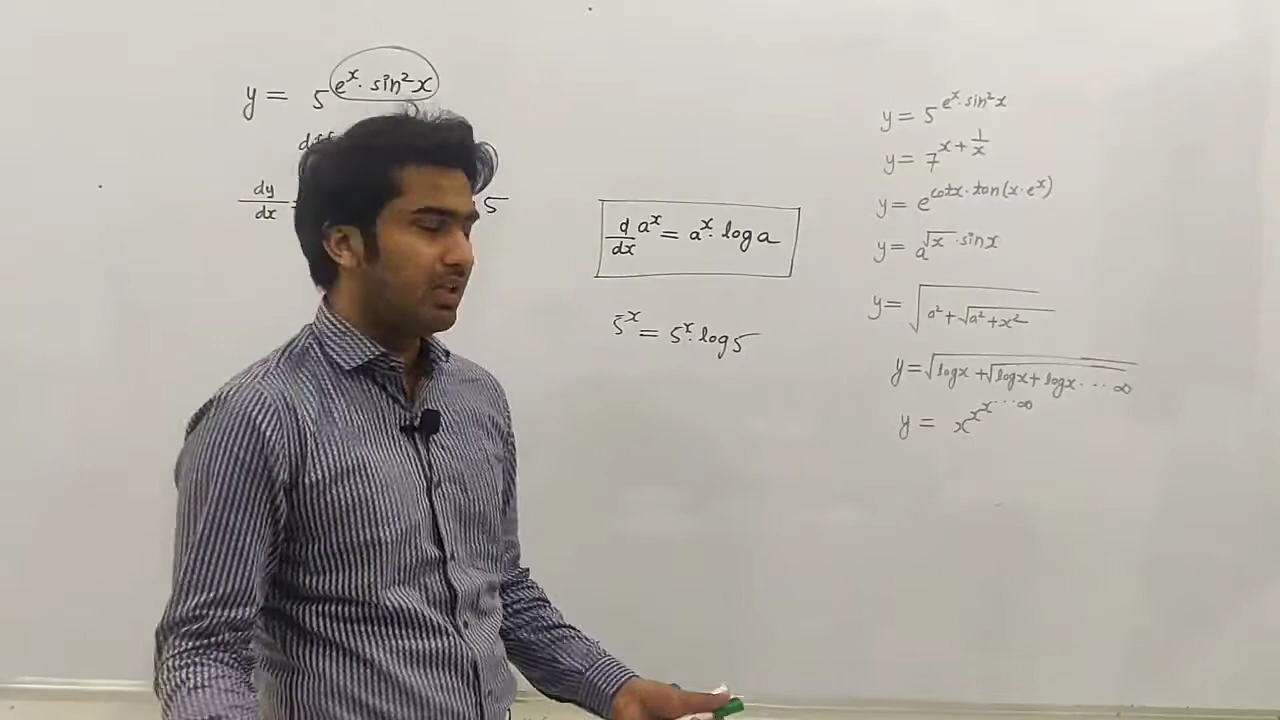 y = 5^{e^x · sin²x}
diff
dy/dx = 5
d/dx a^x = a^x · log a
5^x = 5^x · log 5
y = 5^{e^x · sin²x}
y = 7^{x + 1/x}
y = e^{cotx · tan(x · e^x)}
y = a^{√x · sinx}
y = √(a² + √(a² + x²))
y = √(logx + √(logx + logx ... ∞))
y = x^{x^{x^{... ∞}}}